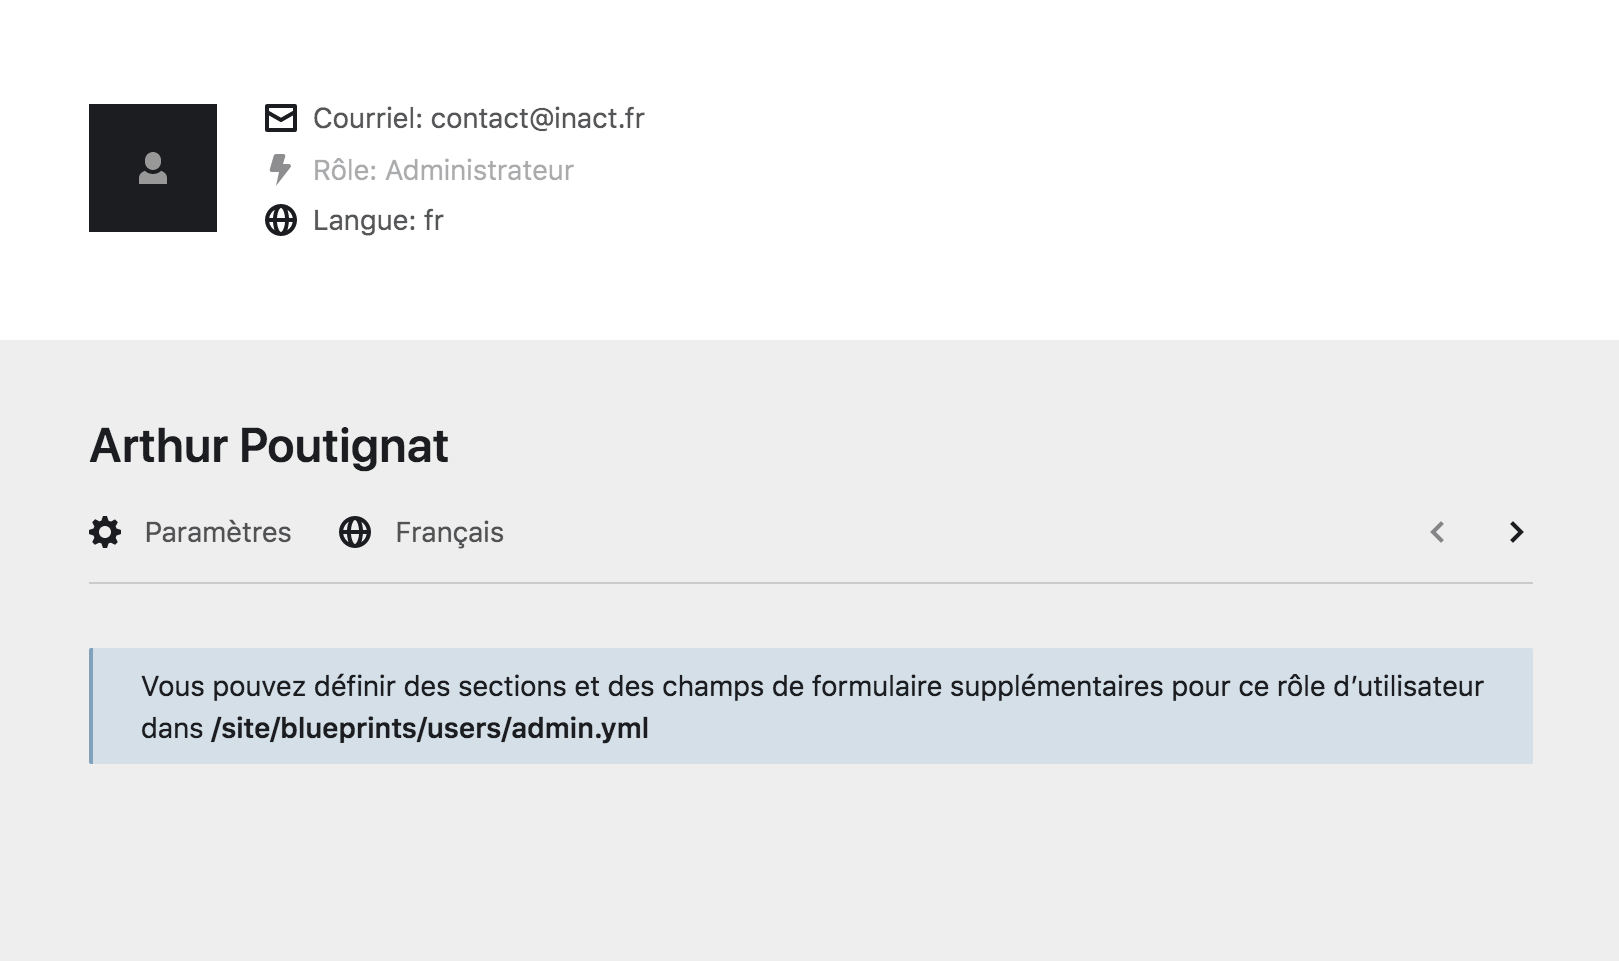 Courriel: contact@inact.fr
Rôle: Administrateur
Langue: fr
Arthur Poutignat
Paramètres Français
Vous pouvez définir des sections et des champs de formulaire supplémentaires pour ce rôle d’utilisateur
dans /site/blueprints/users/admin.yml